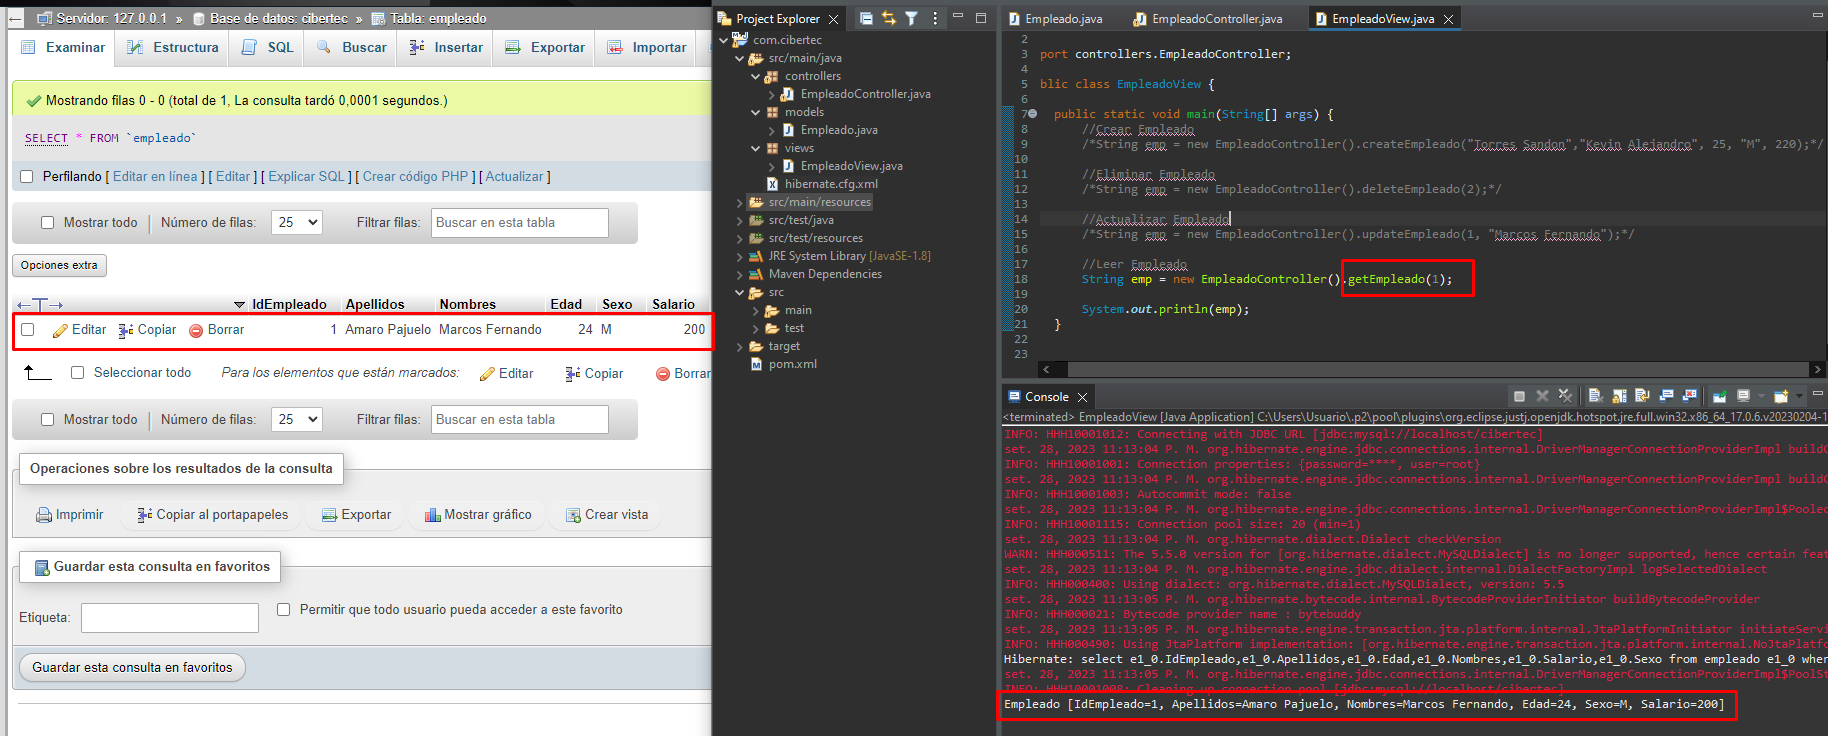 Servidor: 127.0.0.1 » Base de datos: cibertec » Tabla: empleado
Examinar Estructura SQL Buscar Insertar Exportar Importar
Mostrando filas 0 - 0 (total de 1, La consulta tardó 0,0001 segundos.)
SELECT * FROM `empleado`
Perfilando [ Editar en línea ] [ Editar ] [ Explicar SQL ] [ Crear código PHP ] [ Actualizar ]
Mostrar todo Número de filas: 25 Filtrar filas: Buscar en esta tabla
Opciones extra
IdEmpleado Apellidos Nombres Edad Sexo Salario
Editar Copiar Borrar 1 Amaro Pajuelo Marcos Fernando 24 M 200
Seleccionar todo Para los elementos que están marcados: Editar Copiar Borrar
Mostrar todo Número de filas: 25 Filtrar filas: Buscar en esta tabla
Operaciones sobre los resultados de la consulta
Imprimir Copiar al portapapeles Exportar Mostrar gráfico Crear vista
Guardar esta consulta en favoritos
Etiqueta: Permitir que todo usuario pueda acceder a este favorito
Guardar esta consulta en favoritos
Project Explorer
com.cibertec
src/main/java
controllers
EmpleadoController.java
models
Empleado.java
views
EmpleadoView.java
hibernate.cfg.xml
src/main/resources
src/test/java
src/test/resources
JRE System Library [JavaSE-1.8]
Maven Dependencies
src
main
test
target
pom.xml
Empleado.java EmpleadoController.java EmpleadoView.java
2
3 port controllers.EmpleadoController;
4
5 blic class EmpleadoView {
6
7 public static void main(String[] args) {
8 //Crear Empleado
9 /*String emp = new EmpleadoController().createEmpleado("Torres Sandon","Kevin Alejandro", 25, "M", 220);*/
10
11 //Eliminar Empleado
12 /*String emp = new EmpleadoController().deleteEmpleado(2);*/
13
14 //Actualizar Empleado
15 /*String emp = new EmpleadoController().updateEmpleado(1, "Marcos Fernando");*/
16
17 //Leer Empleado
18 String emp = new EmpleadoController().getEmpleado(1);
19
20 System.out.println(emp);
21 }
22
23
Console
<terminated> EmpleadoView [Java Application] C:\Users\Usuario\.p2\pool\plugins\org.eclipse.justj.openjdk.hotspot.jre.full.win32.x86_64_17.0.6.v20230204-1
INFO: HHH10001012: Connecting with JDBC URL [jdbc:mysql://localhost/cibertec]
set. 28, 2023 11:13:04 P. M. org.hibernate.engine.jdbc.connections.internal.DriverManagerConnectionProviderImpl buildC
INFO: HHH10001001: Connection properties: {password=****, user=root}
set. 28, 2023 11:13:04 P. M. org.hibernate.engine.jdbc.connections.internal.DriverManagerConnectionProviderImpl buildC
INFO: HHH10001003: Autocommit mode: false
set. 28, 2023 11:13:04 P. M. org.hibernate.engine.jdbc.connections.internal.DriverManagerConnectionProviderImpl$Pooled
INFO: HHH10001115: Connection pool size: 20 (min=1)
set. 28, 2023 11:13:04 P. M. org.hibernate.dialect.Dialect checkVersion
WARN: HHH000511: The 5.5.0 version for [org.hibernate.dialect.MySQLDialect] is no longer supported, hence certain feat
set. 28, 2023 11:13:04 P. M. org.hibernate.engine.jdbc.dialect.internal.DialectFactoryImpl logSelectedDialect
INFO: HHH000400: Using dialect: org.hibernate.dialect.MySQLDialect, version: 5.5
set. 28, 2023 11:13:05 P. M. org.hibernate.bytecode.internal.BytecodeProviderInitiator buildBytecodeProvider
INFO: HHH000021: Bytecode provider name : bytebuddy
set. 28, 2023 11:13:05 P. M. org.hibernate.engine.transaction.jta.platform.internal.JtaPlatformInitiator initiateServi
INFO: HHH000490: Using JtaPlatform implementation: [org.hibernate.engine.transaction.jta.platform.internal.NoJtaPlatfo
Hibernate: select e1_0.IdEmpleado,e1_0.Apellidos,e1_0.Edad,e1_0.Nombres,e1_0.Salario,e1_0.Sexo from empleado e1_0 wher
set. 28, 2023 11:13:05 P. M. org.hibernate.engine.jdbc.connections.internal.DriverManagerConnectionProviderImpl$PoolSt
INFO: HHH10001008: Cleaning up connection pool [jdbc:mysql://localhost/cibertec]
Empleado [IdEmpleado=1, Apellidos=Amaro Pajuelo, Nombres=Marcos Fernando, Edad=24, Sexo=M, Salario=200]